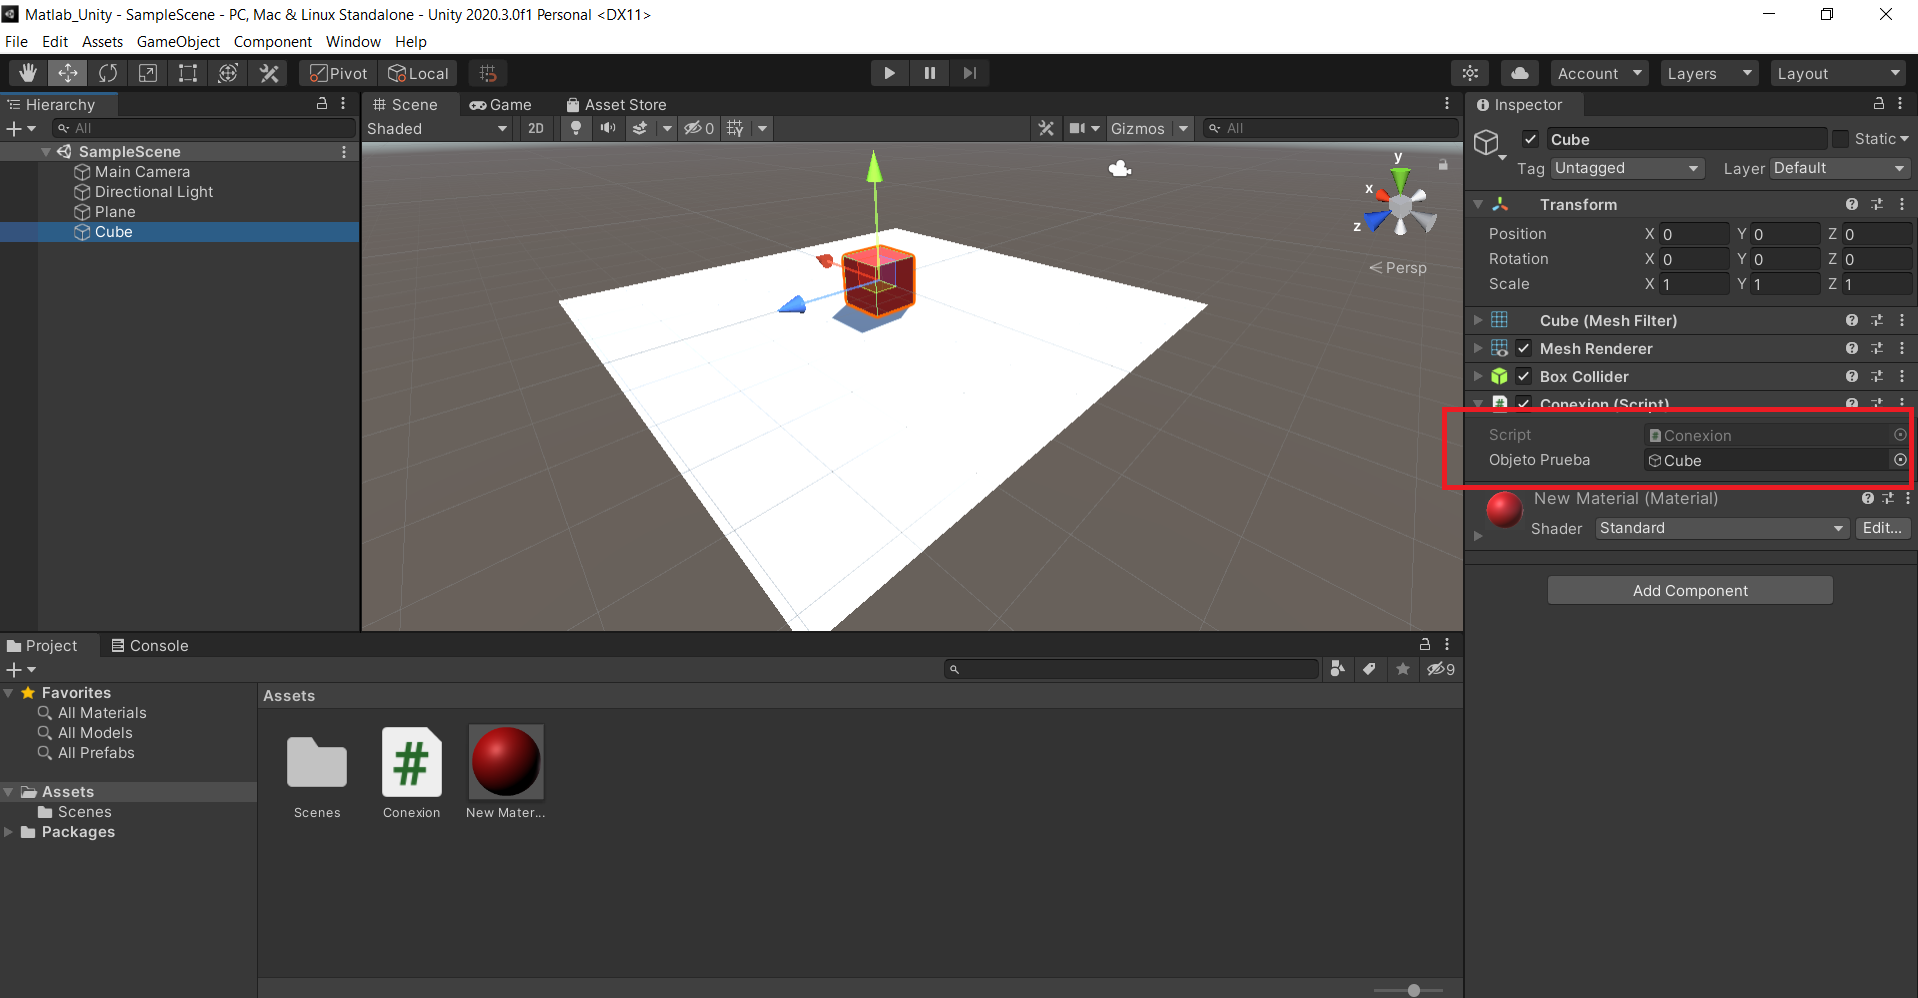 Matlab_Unity - SampleScene - PC, Mac & Linux Standalone - Unity 2020.3.0f1 Personal <DX11>
File Edit Assets GameObject Component Window Help
Pivot Local Account Layers Layout
Hierarchy
All
SampleScene
Main Camera
Directional Light
Plane
Cube
Scene Game Asset Store
Shaded 2D 0 Gizmos All
y
x
z
Persp
Inspector
Cube Static
Tag Untagged Layer Default
Transform
Position X 0 Y 0 Z 0
Rotation X 0 Y 0 Z 0
Scale X 1 Y 1 Z 1
Cube (Mesh Filter)
Mesh Renderer
Box Collider
# Conexion (Script)
Script # Conexion
Objeto Prueba Cube
New Material (Material)
Shader Standard Edit...
Add Component
Project Console
9
Favorites
All Materials
All Models
All Prefabs
Assets
Scenes
Packages
Assets
#
Scenes Conexion New Mater...